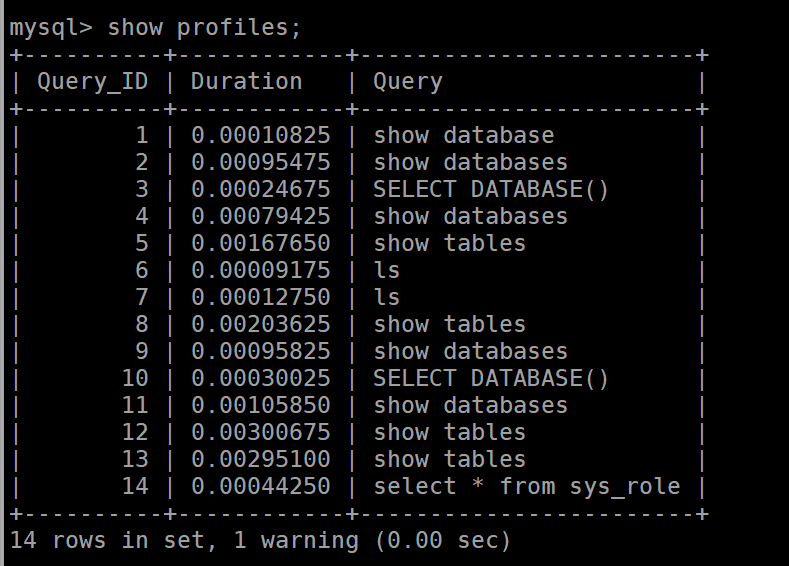 mysql> show profiles;
+----------+------------+-------------------------+
| Query_ID | Duration   | Query                   |
+----------+------------+-------------------------+
|        1 | 0.00010825 | show database           |
|        2 | 0.00095475 | show databases          |
|        3 | 0.00024675 | SELECT DATABASE()       |
|        4 | 0.00079425 | show databases          |
|        5 | 0.00167650 | show tables             |
|        6 | 0.00009175 | ls                      |
|        7 | 0.00012750 | ls                      |
|        8 | 0.00203625 | show tables             |
|        9 | 0.00095825 | show databases          |
|       10 | 0.00030025 | SELECT DATABASE()       |
|       11 | 0.00105850 | show databases          |
|       12 | 0.00300675 | show tables             |
|       13 | 0.00295100 | show tables             |
|       14 | 0.00044250 | select * from sys_role |
+----------+------------+-------------------------+
14 rows in set, 1 warning (0.00 sec)